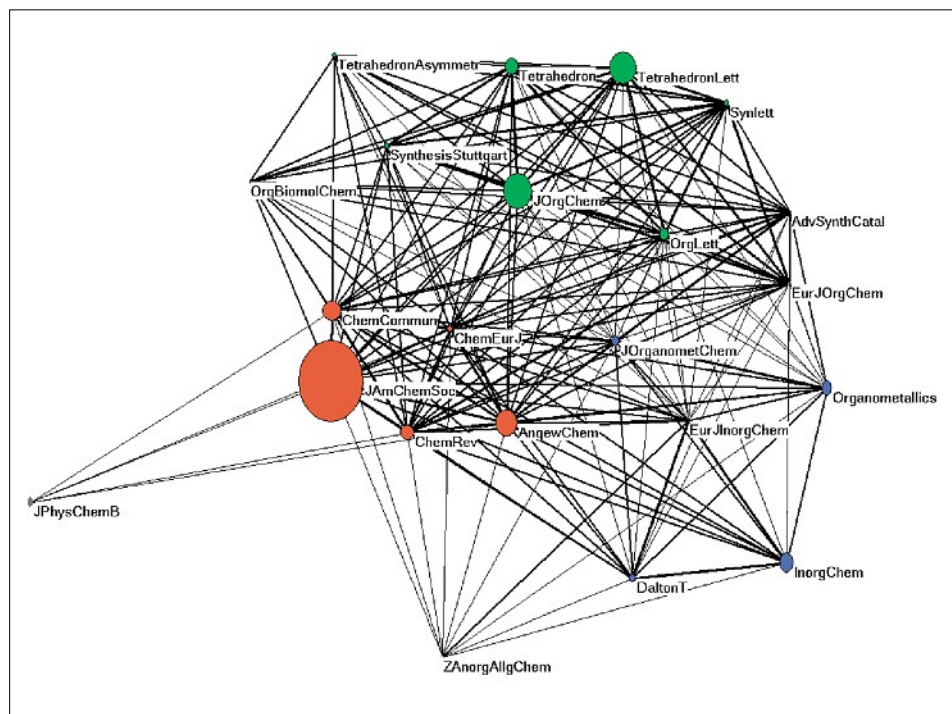 TetrahedronAsymmetr
Tetrahedron
TetrahedronLett
Synlett
SynthesisStuttgart
OrgBiomolChem
JOrgChem
AdvSynthCatal
OrgLett
EurJOrgChem
ChemCommun
ChemEurJ
JOrganometChem
JAmChemSoc
Organometallics
ChemRev
AngewChem
EurJInorgChem
JPhysChemB
InorgChem
DaltonT
ZAnorgAllgChem